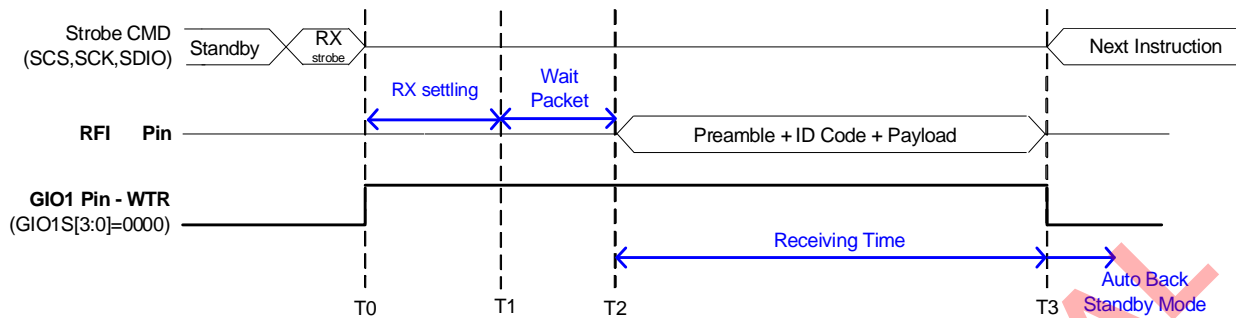 Strobe CMD
(SCS,SCK,SDIO)
Standby
RX
strobe
Next Instruction
RX settling
Wait
Packet
RFI Pin
Preamble + ID Code + Payload
GIO1 Pin - WTR
(GIO1S[3:0]=0000)
Receiving Time
Auto Back
Standby Mode
T0
T1
T2
T3